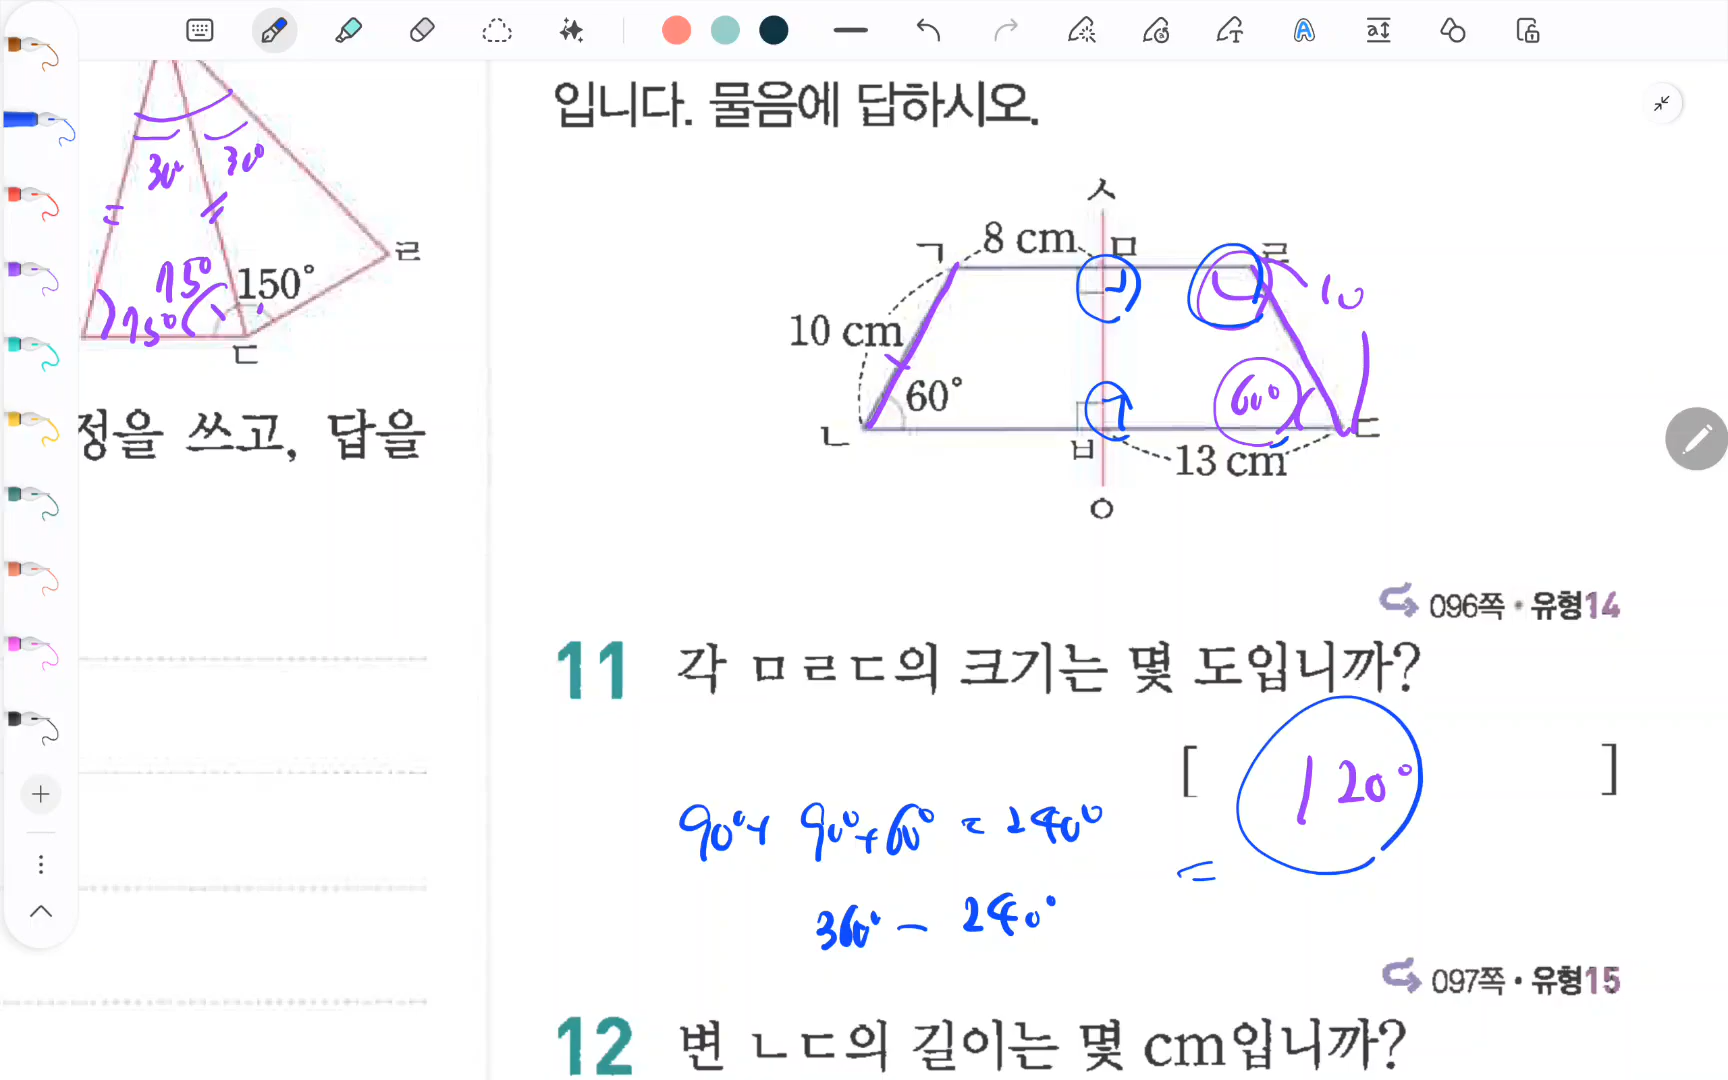 입니다. 물음에 답하시오.
30° 30°
ㄹ
75° 150°
75°
ㄷ
정을 쓰고, 답을
ㅅ
ㄱ 8 cm ㅁ ㄹ
10
10 cm
60° 60°
ㄴ ㅂ 13 cm ㄷ
ㅇ
096쪽 • 유형14
11 각 ㅁㄹㄷ의 크기는 몇 도입니까?
[ 120° ]
90°+ 90°+60° = 240°
360° - 240° =
097쪽 • 유형15
12 변 ㄴㄷ의 길이는 몇 cm입니까?